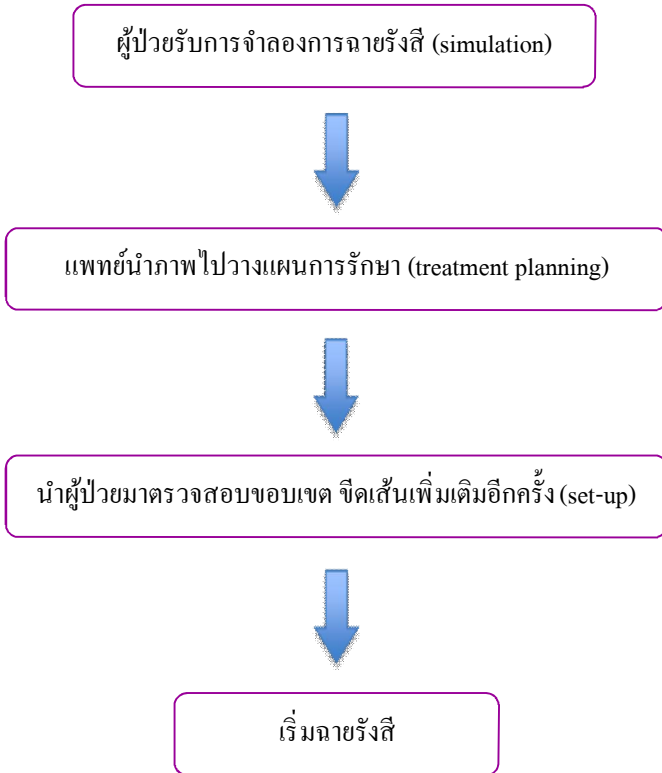 ผู้ป่วยรับการจำลองการฉายรังสี (simulation)
แพทย์นำภาพไปวางแผนการรักษา (treatment planning)
นำผู้ป่วยมาตรวจสอบขอบเขต ขีดเส้นเพิ่มเติมอีกครั้ง (set-up)
เริ่มฉายรังสี